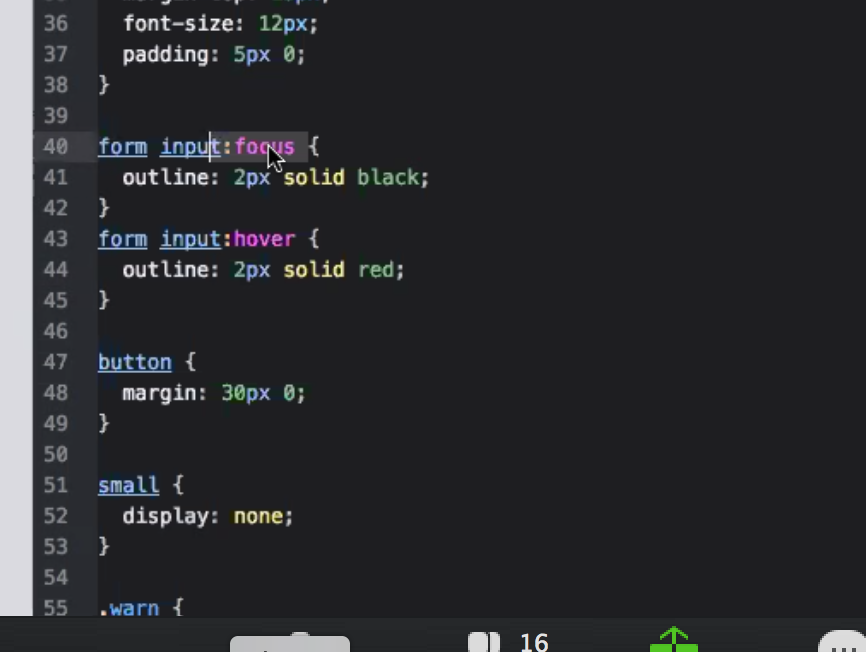 36 font-size: 12px;
37 padding: 5px 0;
38 }
39
40 form input:focus {
41 outline: 2px solid black;
42 }
43 form input:hover {
44 outline: 2px solid red;
45 }
46
47 button {
48 margin: 30px 0;
49 }
50
51 small {
52 display: none;
53 }
54
55 .warn {
16